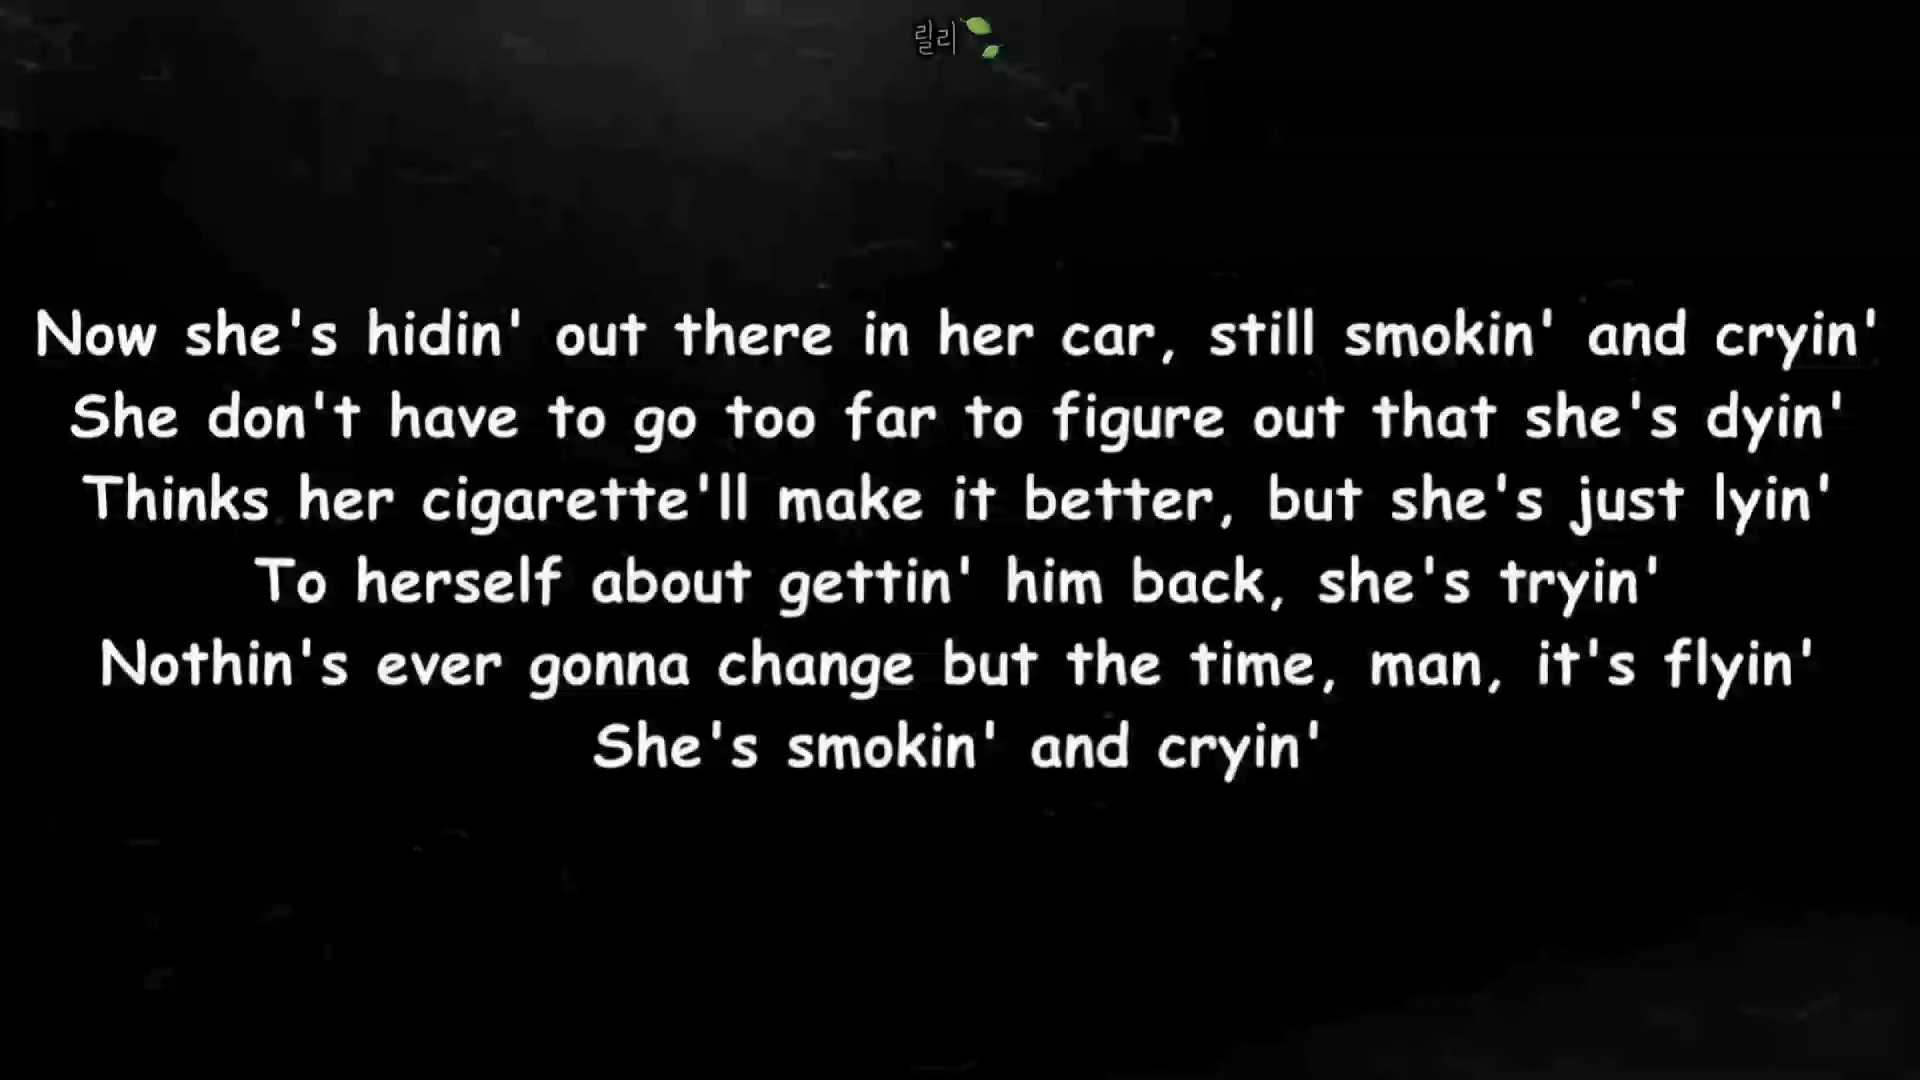 릴리
Now she's hidin' out there in her car, still smokin' and cryin'
She don't have to go too far to figure out that she's dyin'
Thinks her cigarette'll make it better, but she's just lyin'
To herself about gettin' him back, she's tryin'
Nothin's ever gonna change but the time, man, it's flyin'
She's smokin' and cryin'